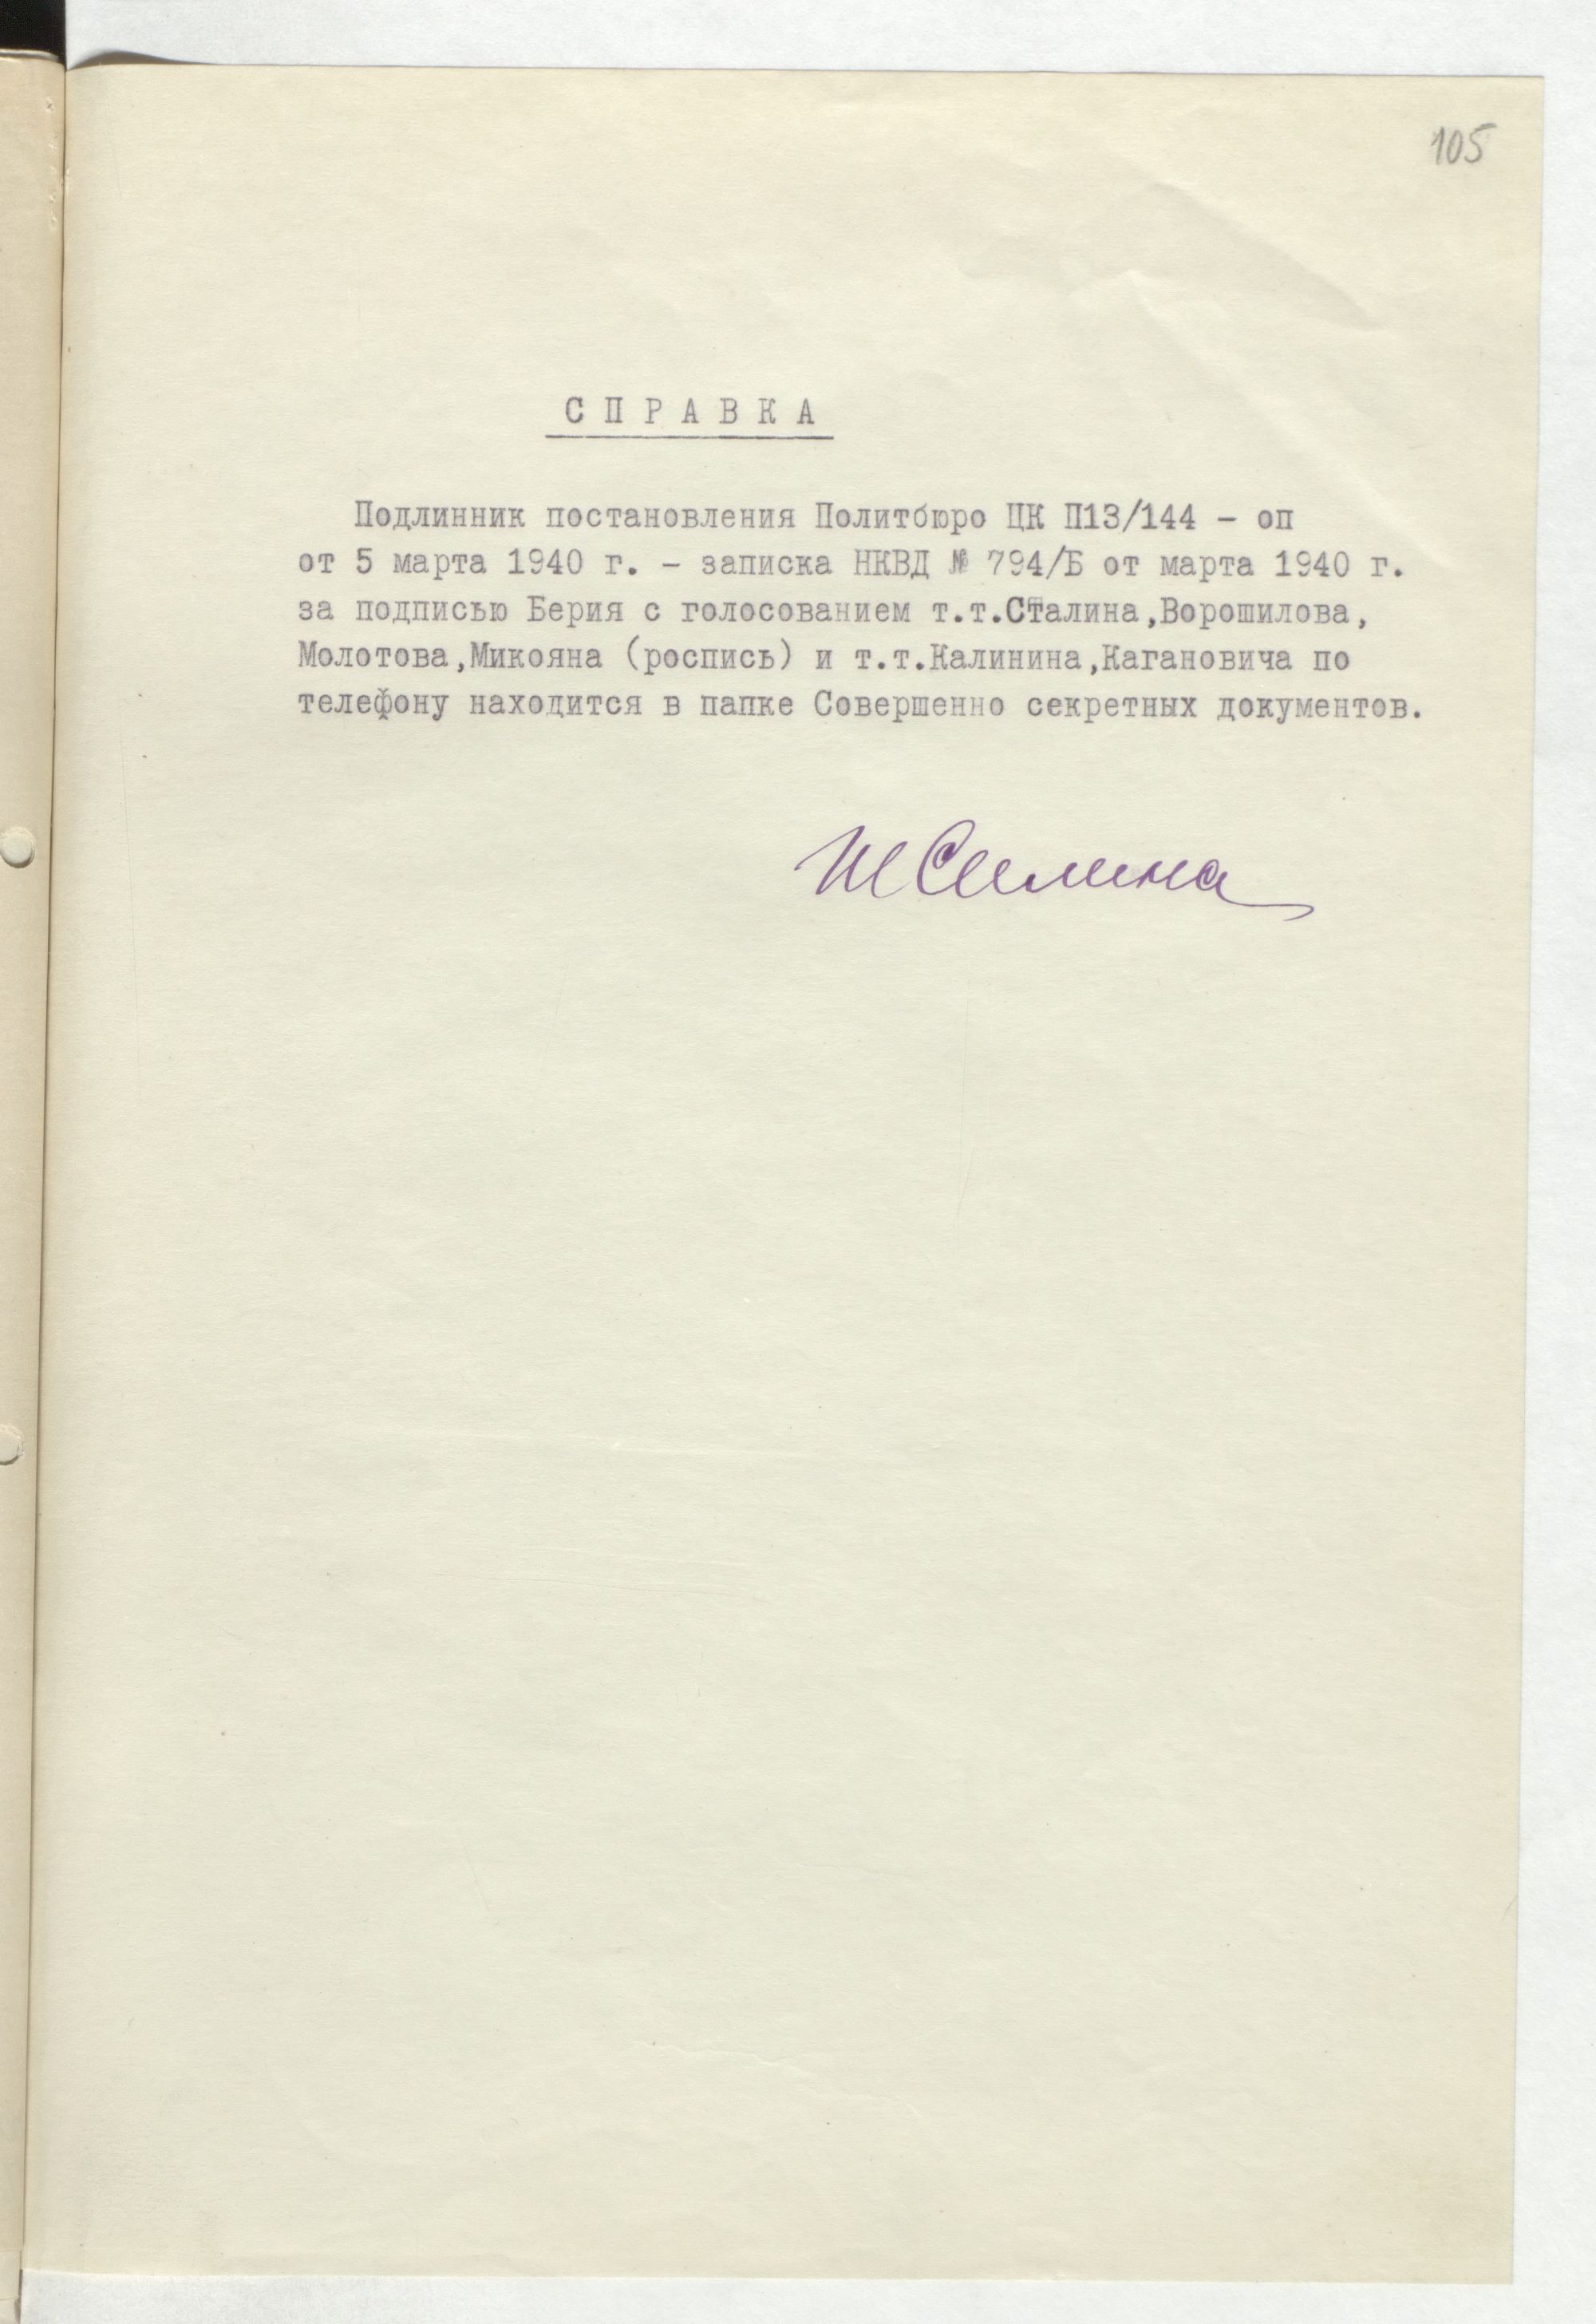 105
СПРАВКА
Подлинник постановления Политбюро ЦК П13/144 – оп
от 5 марта 1940 г. – записка НКВД № 794/Б от марта 1940 г.
за подписью Берия с голосованием т.т.Сталина,Ворошилова,
Молотова,Микояна (роспись) и т.т.Калинина,Кагановича по
телефону находится в папке Совершенно секретных документов.